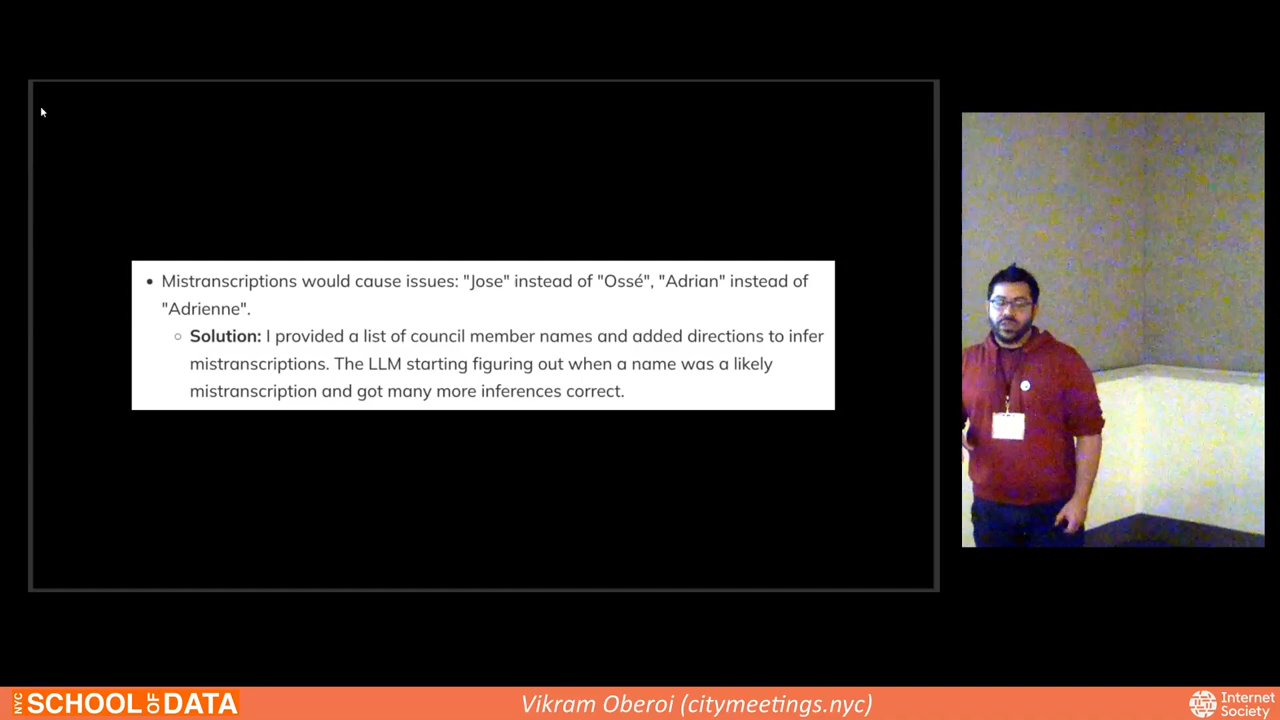 • Mistranscriptions would cause issues: "Jose" instead of "Ossé", "Adrian" instead of
"Adrienne".
○ Solution: I provided a list of council member names and added directions to infer
mistranscriptions. The LLM starting figuring out when a name was a likely
mistranscription and got many more inferences correct.
NYC SCHOOL OF DATA
Vikram Oberoi (citymeetings.nyc)
Internet
Society